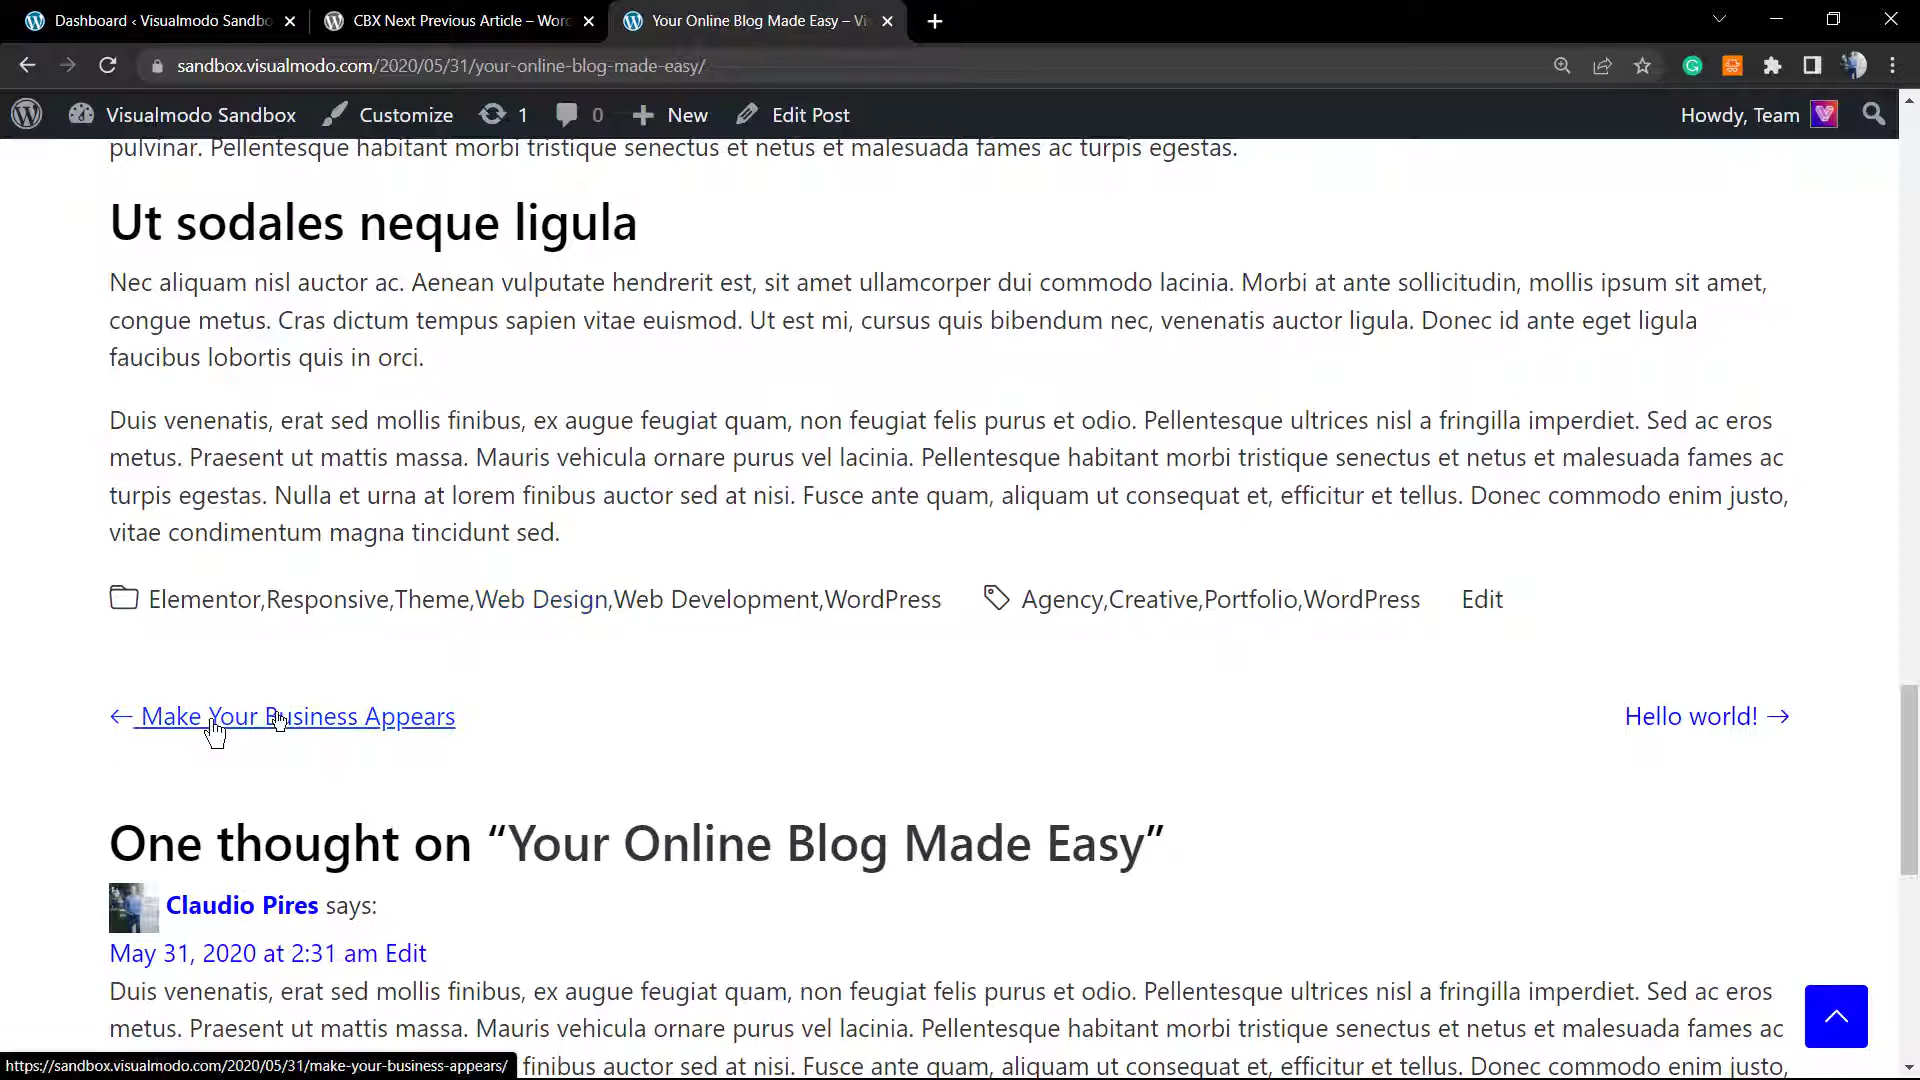 Dashboard ‹ Visualmodo Sandbo
CBX Next Previous Article – Wor
Your Online Blog Made Easy – Vi
sandbox.visualmodo.com/2020/05/31/your-online-blog-made-easy/
Visualmodo Sandbox Customize 1 0 New Edit Post Howdy, Team
pulvinar. Pellentesque habitant morbi tristique senectus et netus et malesuada fames ac turpis egestas.
Ut sodales neque ligula
Nec aliquam nisl auctor ac. Aenean vulputate hendrerit est, sit amet ullamcorper dui commodo lacinia. Morbi at ante sollicitudin, mollis ipsum sit amet,
congue metus. Cras dictum tempus sapien vitae euismod. Ut est mi, cursus quis bibendum nec, venenatis auctor ligula. Donec id ante eget ligula
faucibus lobortis quis in orci.
Duis venenatis, erat sed mollis finibus, ex augue feugiat quam, non feugiat felis purus et odio. Pellentesque ultrices nisl a fringilla imperdiet. Sed ac eros
metus. Praesent ut mattis massa. Mauris vehicula ornare purus vel lacinia. Pellentesque habitant morbi tristique senectus et netus et malesuada fames ac
turpis egestas. Nulla et urna at lorem finibus auctor sed at nisi. Fusce ante quam, aliquam ut consequat et, efficitur et tellus. Donec commodo enim justo,
vitae condimentum magna tincidunt sed.
Elementor,Responsive,Theme,Web Design,Web Development,WordPress Agency,Creative,Portfolio,WordPress Edit
← Make Your Business Appears Hello world! →
One thought on “Your Online Blog Made Easy”
Claudio Pires says:
May 31, 2020 at 2:31 am Edit
Duis venenatis, erat sed mollis finibus, ex augue feugiat quam, non feugiat felis purus et odio. Pellentesque ultrices nisl a fringilla imperdiet. Sed ac eros
metus. Praesent ut mattis massa. Mauris vehicula ornare purus vel lacinia. Pellentesque habitant morbi tristique senectus et netus et malesuada fames ac
https://sandbox.visualmodo.com/2020/05/31/make-your-business-appears/ finibus auctor sed at nisi. Fusce ante quam, aliquam ut consequat et, efficitur et tellus. Donec commodo enim justo,